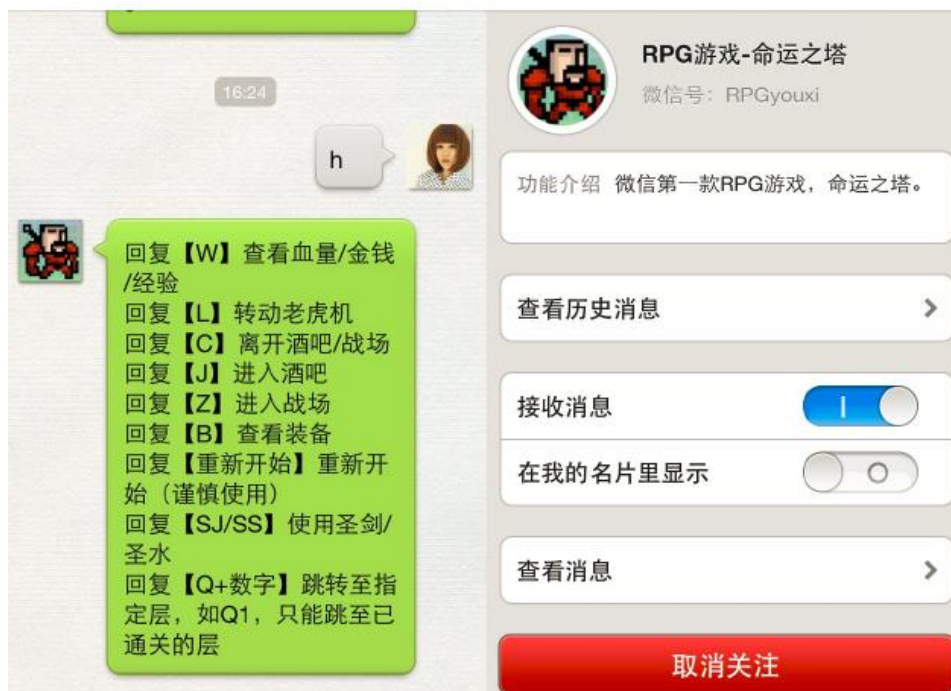 16:24
h
回复【W】查看血量/金钱
/经验
回复【L】转动老虎机
回复【C】离开酒吧/战场
回复【J】进入酒吧
回复【Z】进入战场
回复【B】查看装备
回复【重新开始】重新开
始（谨慎使用）
回复【SJ/SS】使用圣剑/
圣水
回复【Q+数字】跳转至指
定层，如Q1，只能跳至已
通关的层
RPG游戏-命运之塔
微信号：RPGyouxi
功能介绍 微信第一款RPG游戏，命运之塔。
查看历史消息
接收消息
在我的名片里显示
查看消息
取消关注